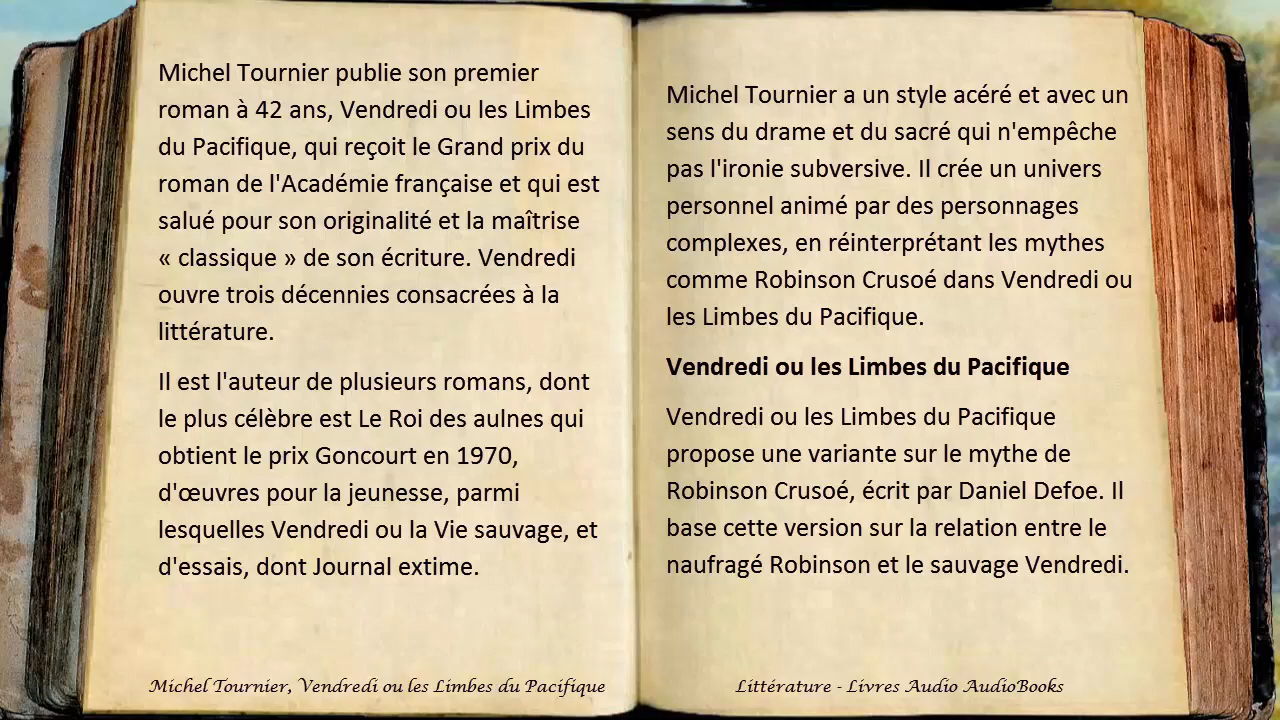 Michel Tournier publie son premier
roman à 42 ans, Vendredi ou les Limbes
du Pacifique, qui reçoit le Grand prix du
roman de l'Académie française et qui est
salué pour son originalité et la maîtrise
« classique » de son écriture. Vendredi
ouvre trois décennies consacrées à la
littérature.
Il est l'auteur de plusieurs romans, dont
le plus célèbre est Le Roi des aulnes qui
obtient le prix Goncourt en 1970,
d'œuvres pour la jeunesse, parmi
lesquelles Vendredi ou la Vie sauvage, et
d'essais, dont Journal extime.
Michel Tournier, Vendredi ou les Limbes du Pacifique
Michel Tournier a un style acéré et avec un
sens du drame et du sacré qui n'empêche
pas l'ironie subversive. Il crée un univers
personnel animé par des personnages
complexes, en réinterprétant les mythes
comme Robinson Crusoé dans Vendredi ou
les Limbes du Pacifique.
Vendredi ou les Limbes du Pacifique
Vendredi ou les Limbes du Pacifique
propose une variante sur le mythe de
Robinson Crusoé, écrit par Daniel Defoe. Il
base cette version sur la relation entre le
naufragé Robinson et le sauvage Vendredi.
Littérature - Livres Audio AudioBooks